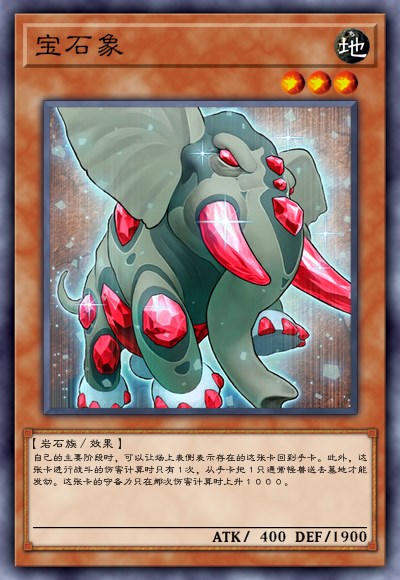 宝石象
地
【岩石族／效果】
自己的主要阶段时，可以让场上表侧表示存在的这张卡回到手卡。此外，这
张卡进行战斗的伤害计算时只有1次，从手卡把1只通常怪兽送去墓地才能
发动。这张卡的守备力只在那次伤害计算时上升1000。
ATK/ 400 DEF/1900